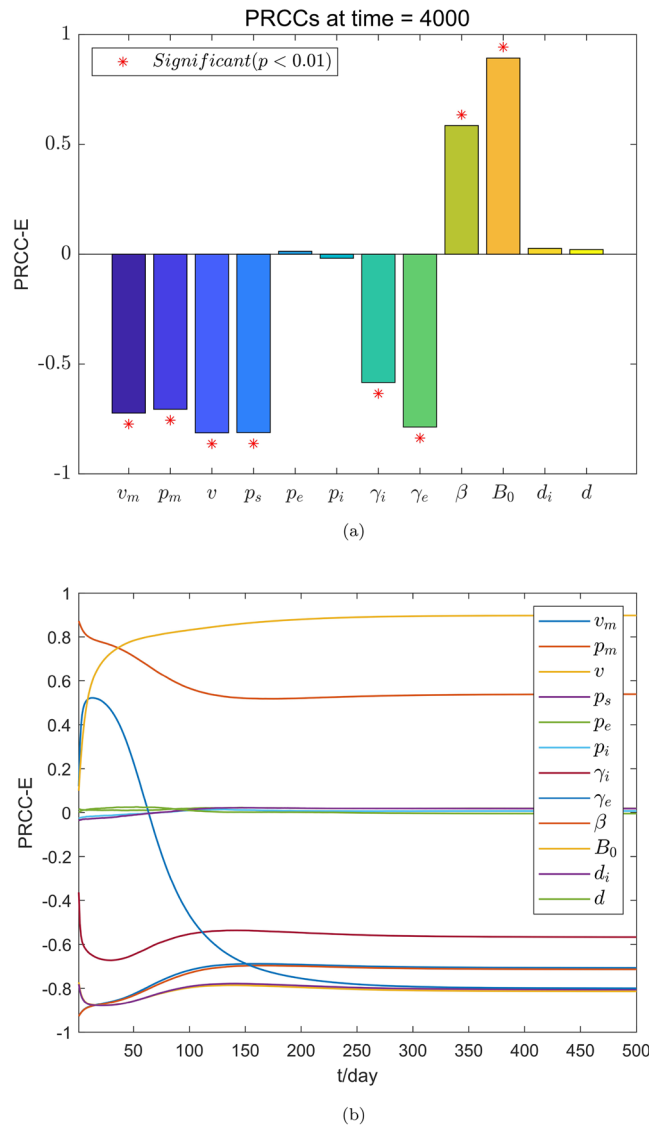 PRCCs at time = 4000
1
0.5
0
-0.5
-1
PRCC-E
Significant(p < 0.01)
v_m p_m v p_s p_e p_i γ_i γ_e β B_0 d_i d
(a)
1
0.8
0.6
0.4
0.2
0
-0.2
-0.4
-0.6
-0.8
-1
PRCC-E
v_m
p_m
v
p_s
p_e
p_i
γ_i
γ_e
β
B_0
d_i
d
50 100 150 200 250 300 350 400 450 500
t/day
(b)